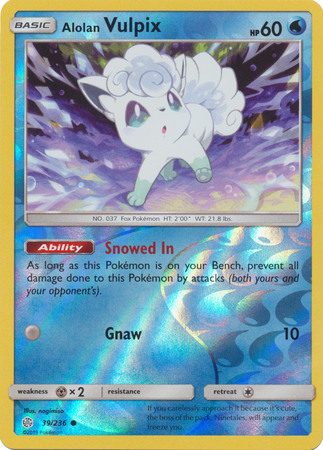 BASIC Alolan Vulpix HP 60
NO. 037 Fox Pokémon HT: 2'00" WT: 21.8 lbs.
Ability Snowed In
As long as this Pokémon is on your Bench, prevent all
damage done to this Pokémon by attacks (both yours and
your opponent's).
Gnaw 10
weakness × 2 resistance retreat
Illus. nagimiso
If you carelessly approach it because it's cute,
39/236
the boss of the pack, Ninetales, will appear and
©2019 Pokémon
freeze you.